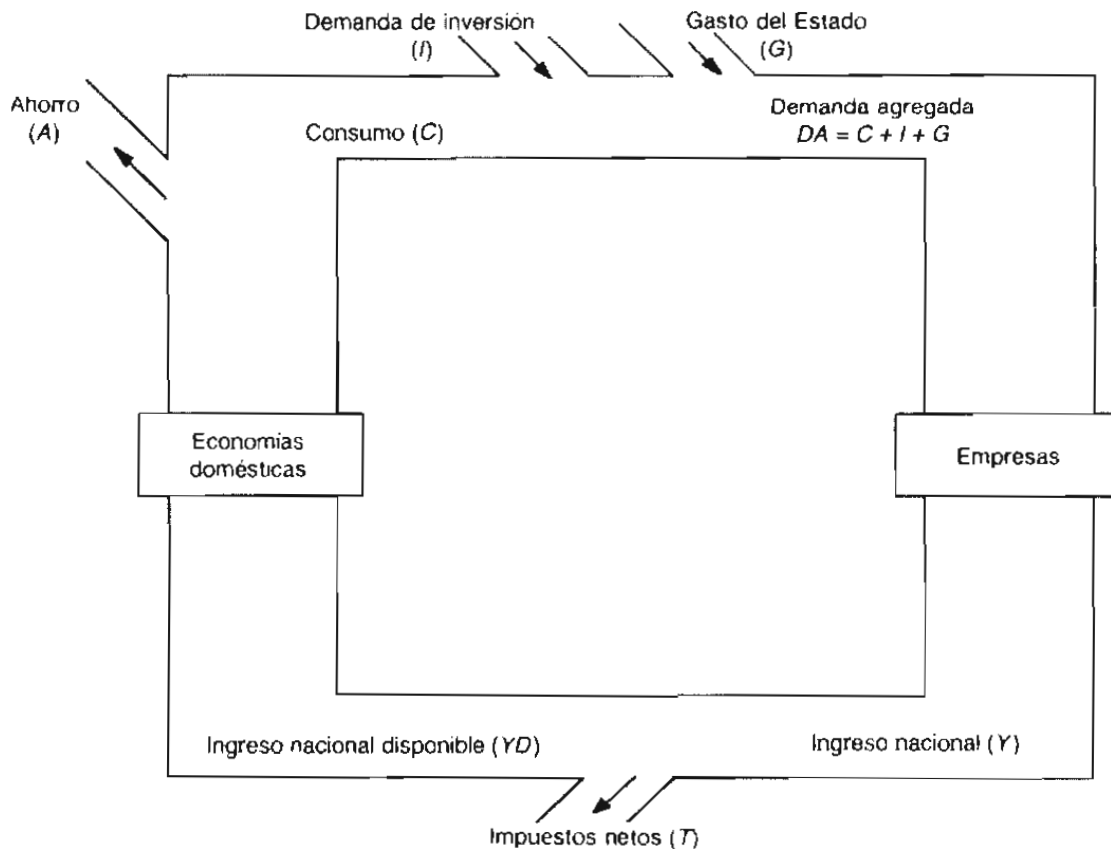 Demanda de inversión
(I)
Gasto del Estado
(G)
Ahorro
(A)
Consumo (C)
Demanda agregada
DA = C + I + G
Economías
domésticas
Empresas
Ingreso nacional disponible (YD)
Ingreso nacional (Y)
Impuestos netos (T)